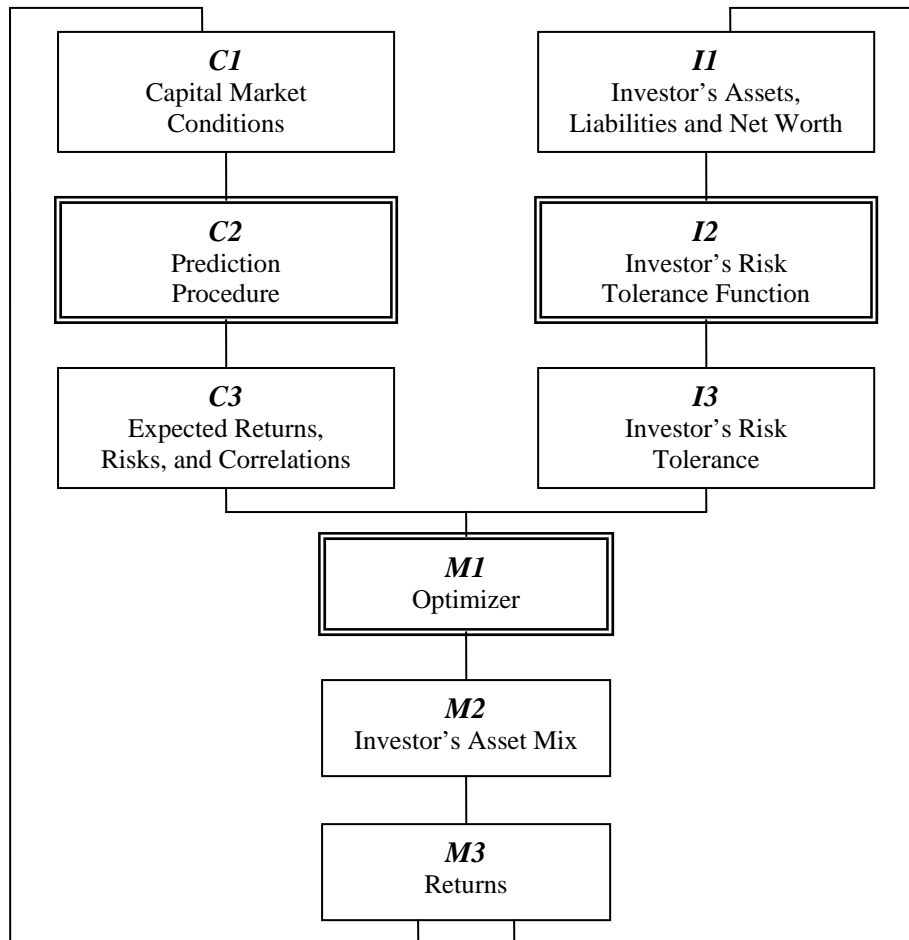 C1
Capital Market
Conditions
I1
Investor’s Assets,
Liabilities and Net Worth
C2
Prediction
Procedure
I2
Investor’s Risk
Tolerance Function
C3
Expected Returns,
Risks, and Correlations
I3
Investor’s Risk
Tolerance
M1
Optimizer
M2
Investor’s Asset Mix
M3
Returns